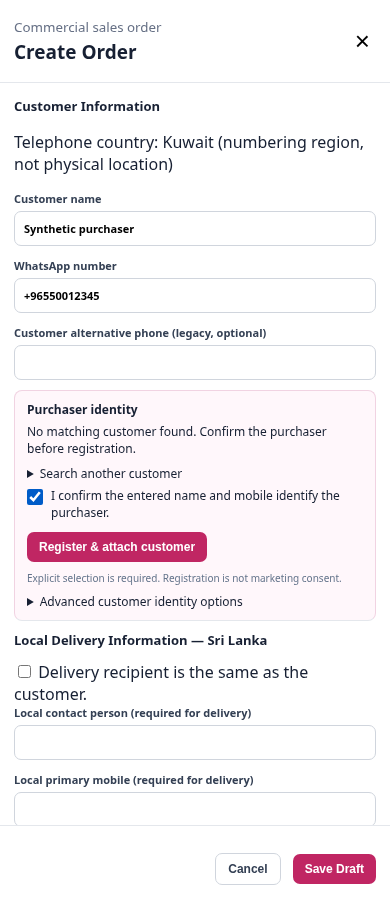 Commercial sales order
Create Order
✕
Customer Information
Telephone country: Kuwait (numbering region,
not physical location)
Customer name
Synthetic purchaser
WhatsApp number
+96550012345
Customer alternative phone (legacy, optional)
Purchaser identity
No matching customer found. Confirm the purchaser
before registration.
Search another customer
I confirm the entered name and mobile identify the
purchaser.
Register & attach customer
Explicit selection is required. Registration is not marketing consent.
Advanced customer identity options
Local Delivery Information — Sri Lanka
Delivery recipient is the same as the
customer.
Local contact person (required for delivery)
Local primary mobile (required for delivery)
Cancel
Save Draft